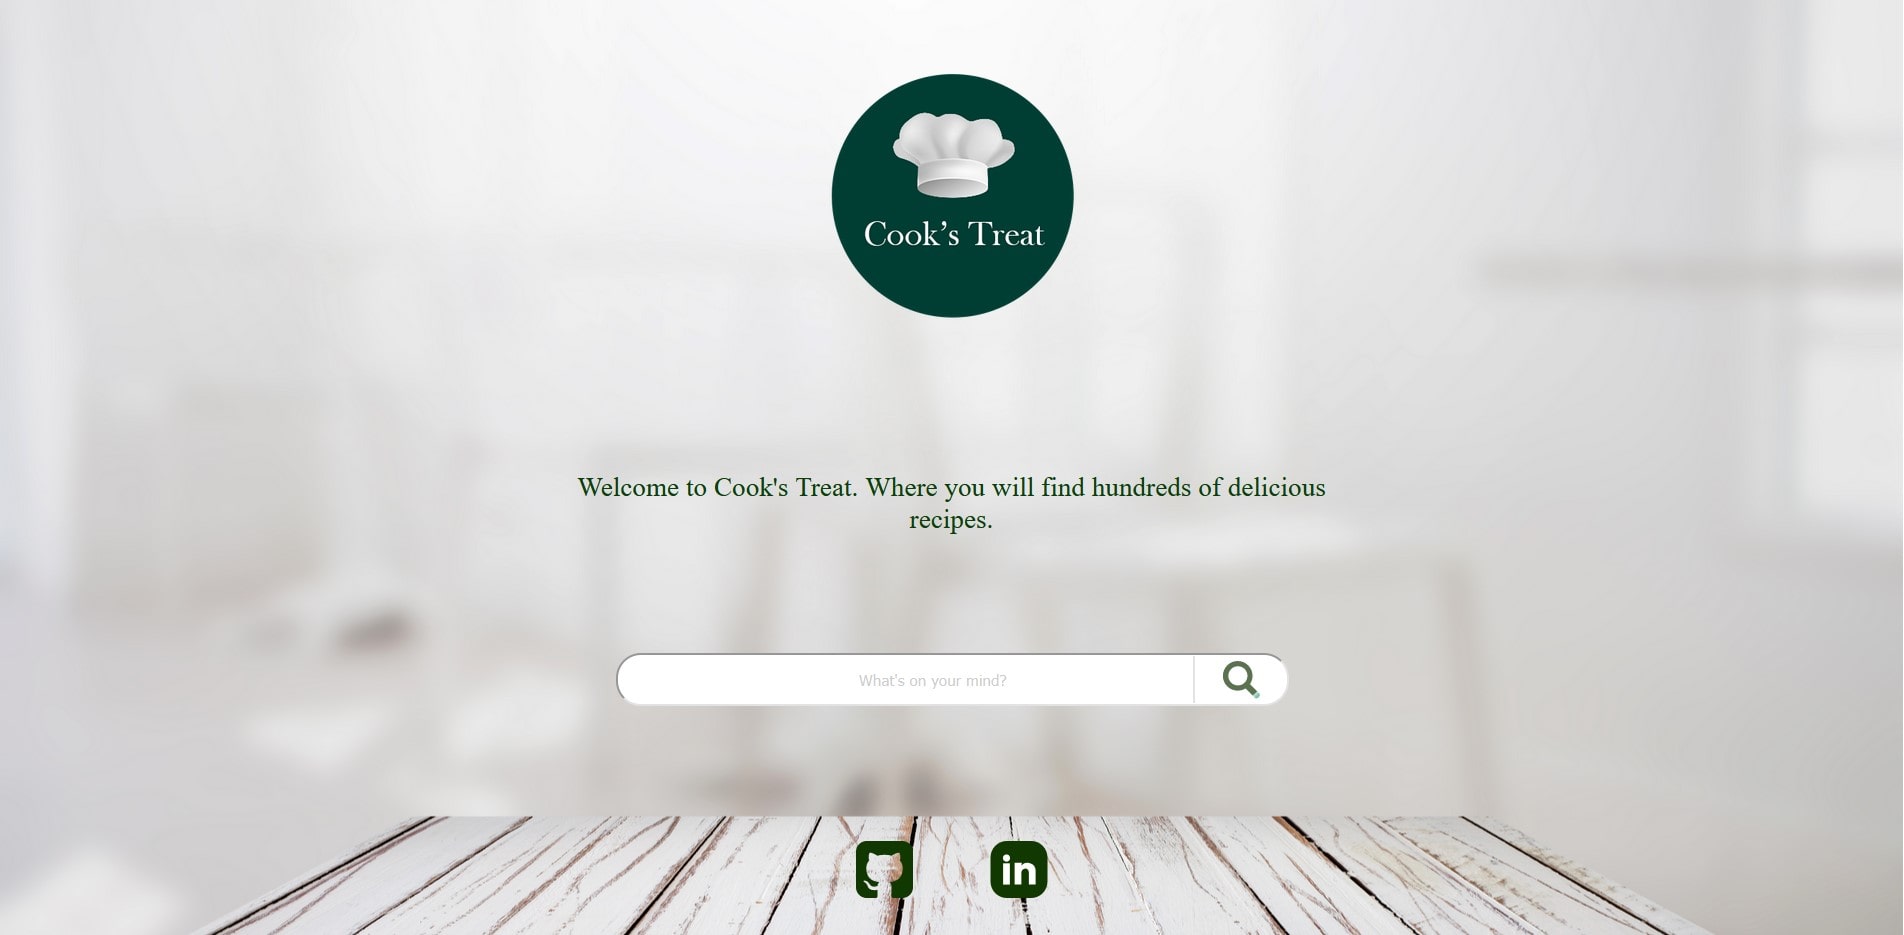 Cook’s Treat
Welcome to Cook's Treat. Where you will find hundreds of delicious
recipes.
What's on your mind?
in